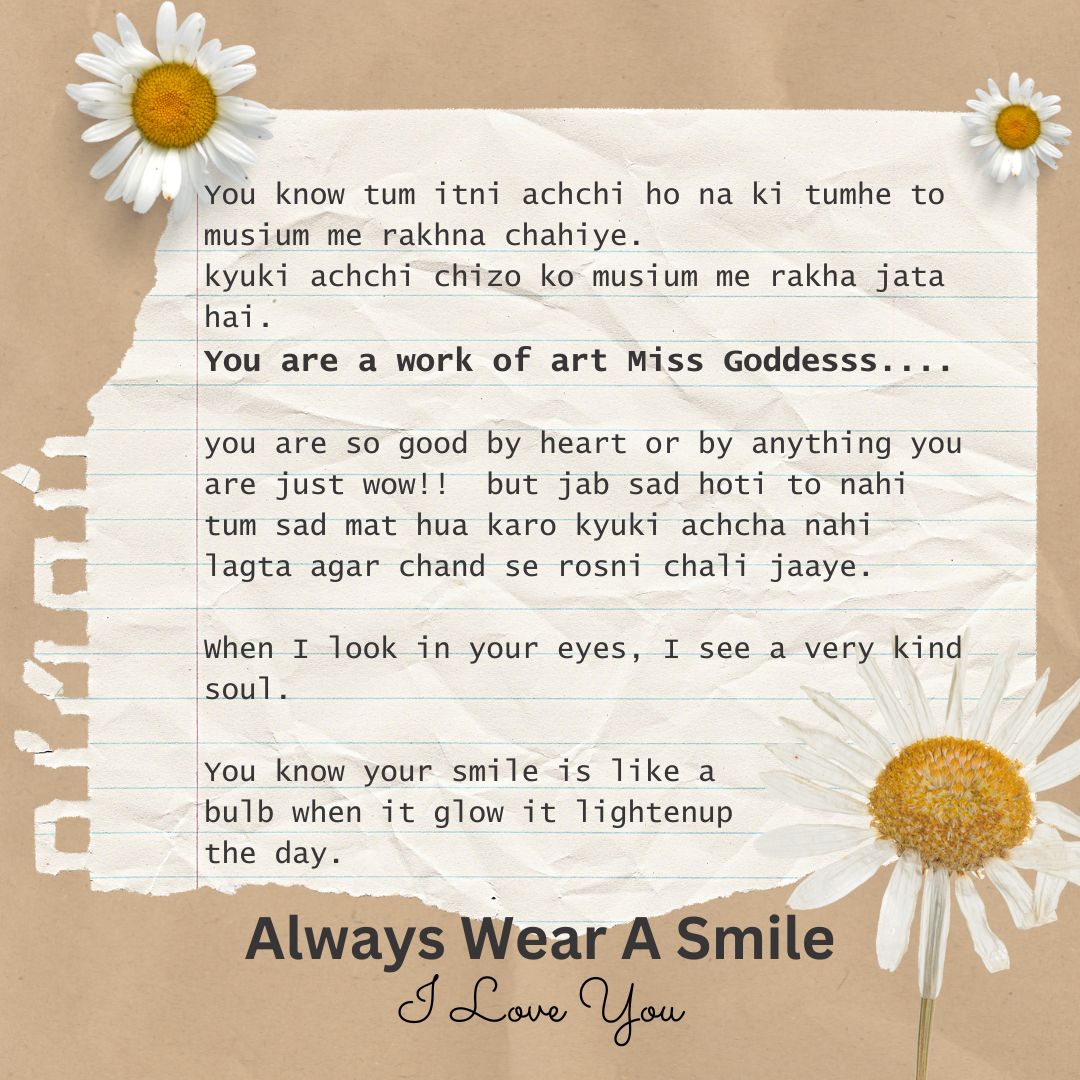 You know tum itni achchi ho na ki tumhe to
musium me rakhna chahiye.
kyuki achchi chizo ko musium me rakha jata
hai.
You are a work of art Miss Goddesss....
you are so good by heart or by anything you
are just wow!!  but jab sad hoti to nahi
tum sad mat hua karo kyuki achcha nahi
lagta agar chand se rosni chali jaaye.
When I look in your eyes, I see a very kind
soul.
You know your smile is like a
bulb when it glow it lightenup
the day.
Always Wear A Smile
I Love You